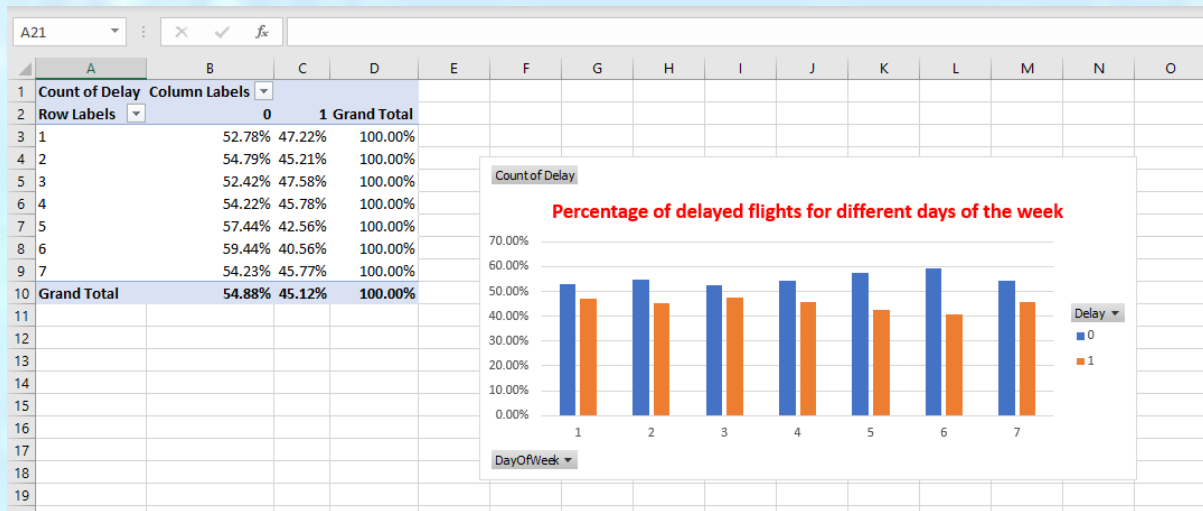 A21 fx
A B C D E F G H I J K L M N O
1 Count of Delay Column Labels
2 Row Labels 0 1 Grand Total
3 1 52.78% 47.22% 100.00%
4 2 54.79% 45.21% 100.00%
5 3 52.42% 47.58% 100.00%
6 4 54.22% 45.78% 100.00%
7 5 57.44% 42.56% 100.00%
8 6 59.44% 40.56% 100.00%
9 7 54.23% 45.77% 100.00%
10 Grand Total 54.88% 45.12% 100.00%
11
12
13
14
15
16
17
18
19
Count of Delay
Percentage of delayed flights for different days of the week
70.00%
60.00%
50.00%
40.00%
30.00%
20.00%
10.00%
0.00%
1 2 3 4 5 6 7
DayOfWeek
Delay
0
1